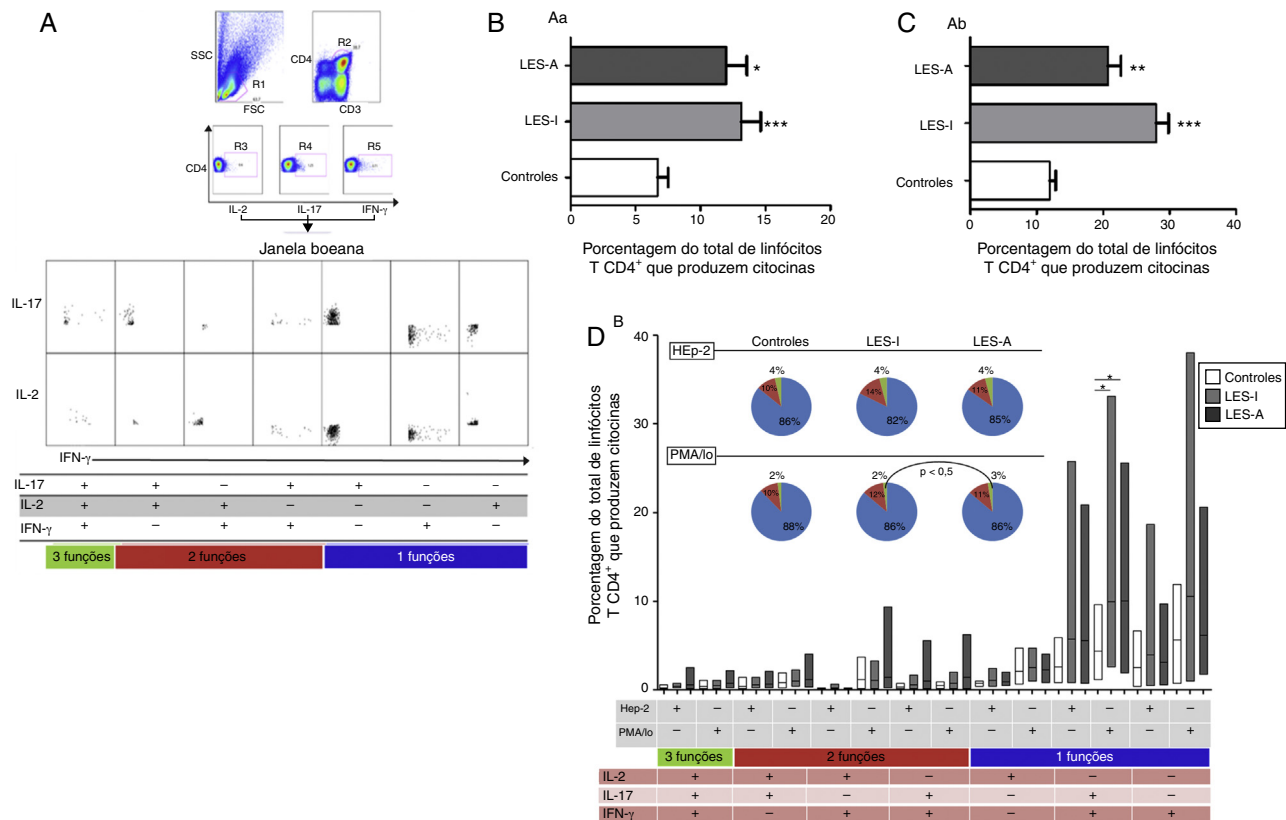 A
SSC
R1
FSC
CD4
R2
CD3
CD4
R3
R4
R5
IL-2 IL-17 IFN-γ
Janela boeana
IL-17
IL-2
IFN-γ
IL-17 + + – + + – –
IL-2 + + + – – – +
IFN-γ + – + + – + –
3 funções 2 funções 1 funções
B Aa
LES-A *
LES-I ***
Controles
0 5 10 15 20
Porcentagem do total de linfócitos
T CD4+ que produzem citocinas
C Ab
LES-A **
LES-I ***
Controles
0 10 20 30 40
Porcentagem do total de linfócitos
T CD4+ que produzem citocinas
D B
HEp-2 Controles LES-I LES-A
4% 4% 4%
10% 14% 11%
86% 82% 85%
PMA/Io
2% 2% p < 0,5 3%
10% 12% 11%
88% 86% 86%
*
*
Controles
LES-I
LES-A
40
30
20
10
0
Porcentagem do total de linfócitos
T CD4+ que produzem citocinas
Hep-2 + – + – + – + – + – + – + –
PMA/Io – + – + – + – + – + – + – +
3 funções 2 funções 1 funções
IL-2 + + + – + – –
IL-17 + + – + – + –
IFN-γ + – + + – – +